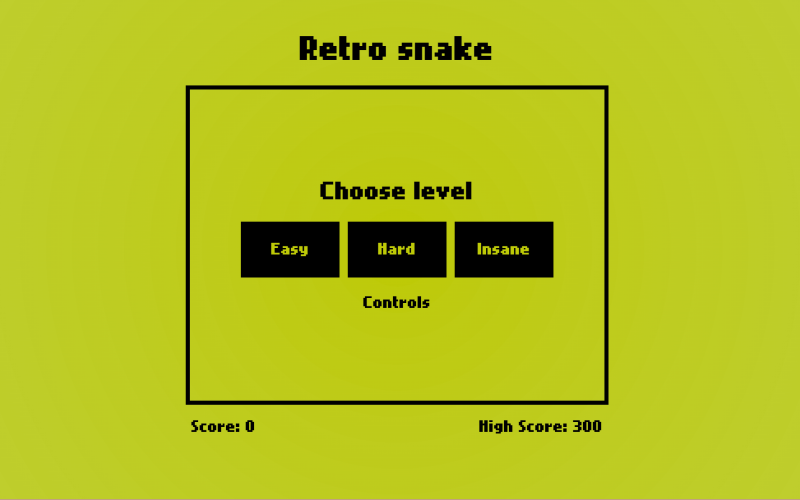 Retro snake
Choose level
Easy Hard Insane
Controls
Score: 0 High Score: 300